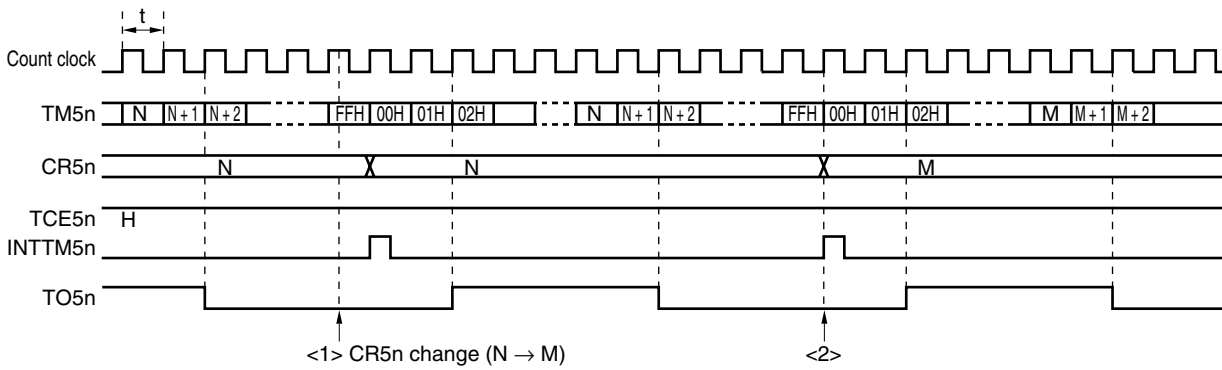 t
Count clock
TM5n N N + 1 N + 2 FFH 00H 01H 02H N N + 1 N + 2 FFH 00H 01H 02H M M + 1 M + 2
CR5n N N M
TCE5n H
INTTM5n
TO5n
<1> CR5n change (N → M) <2>